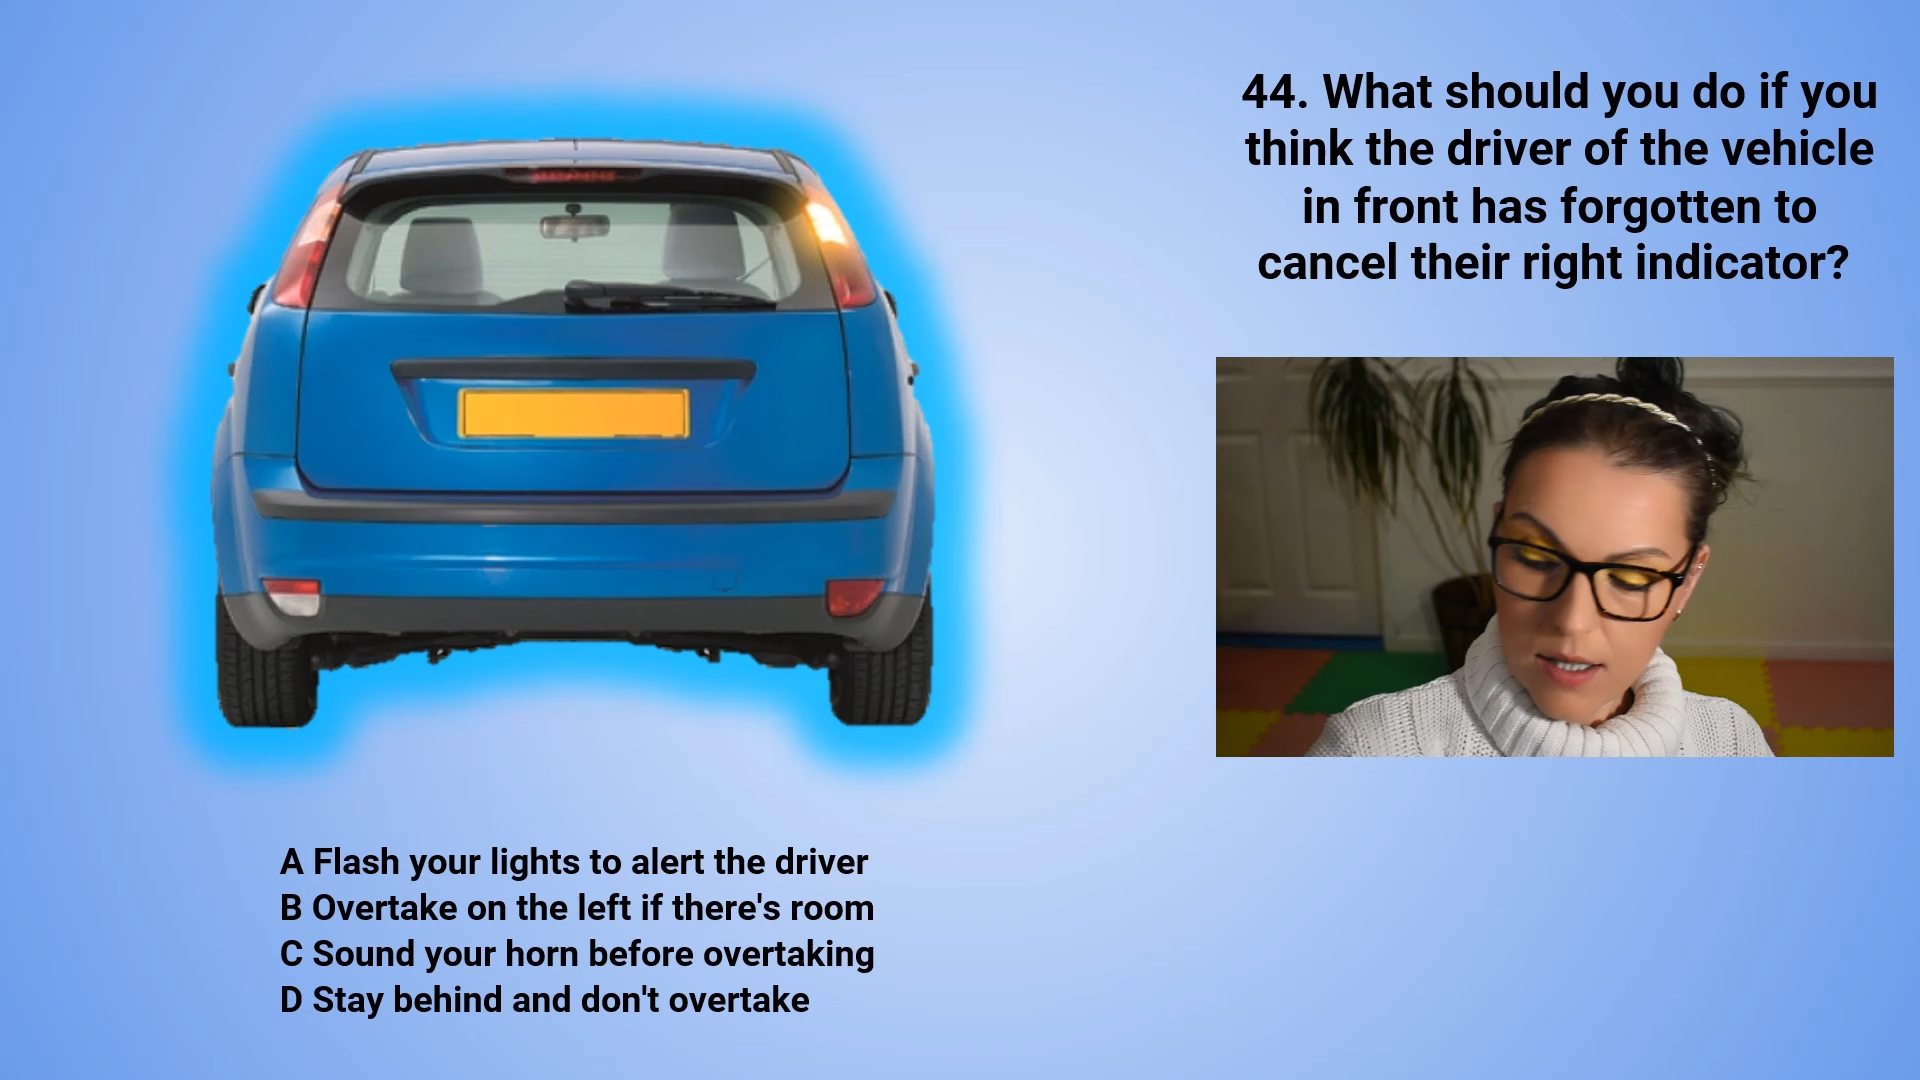 44. What should you do if you
think the driver of the vehicle
in front has forgotten to
cancel their right indicator?
A Flash your lights to alert the driver
B Overtake on the left if there's room
C Sound your horn before overtaking
D Stay behind and don't overtake